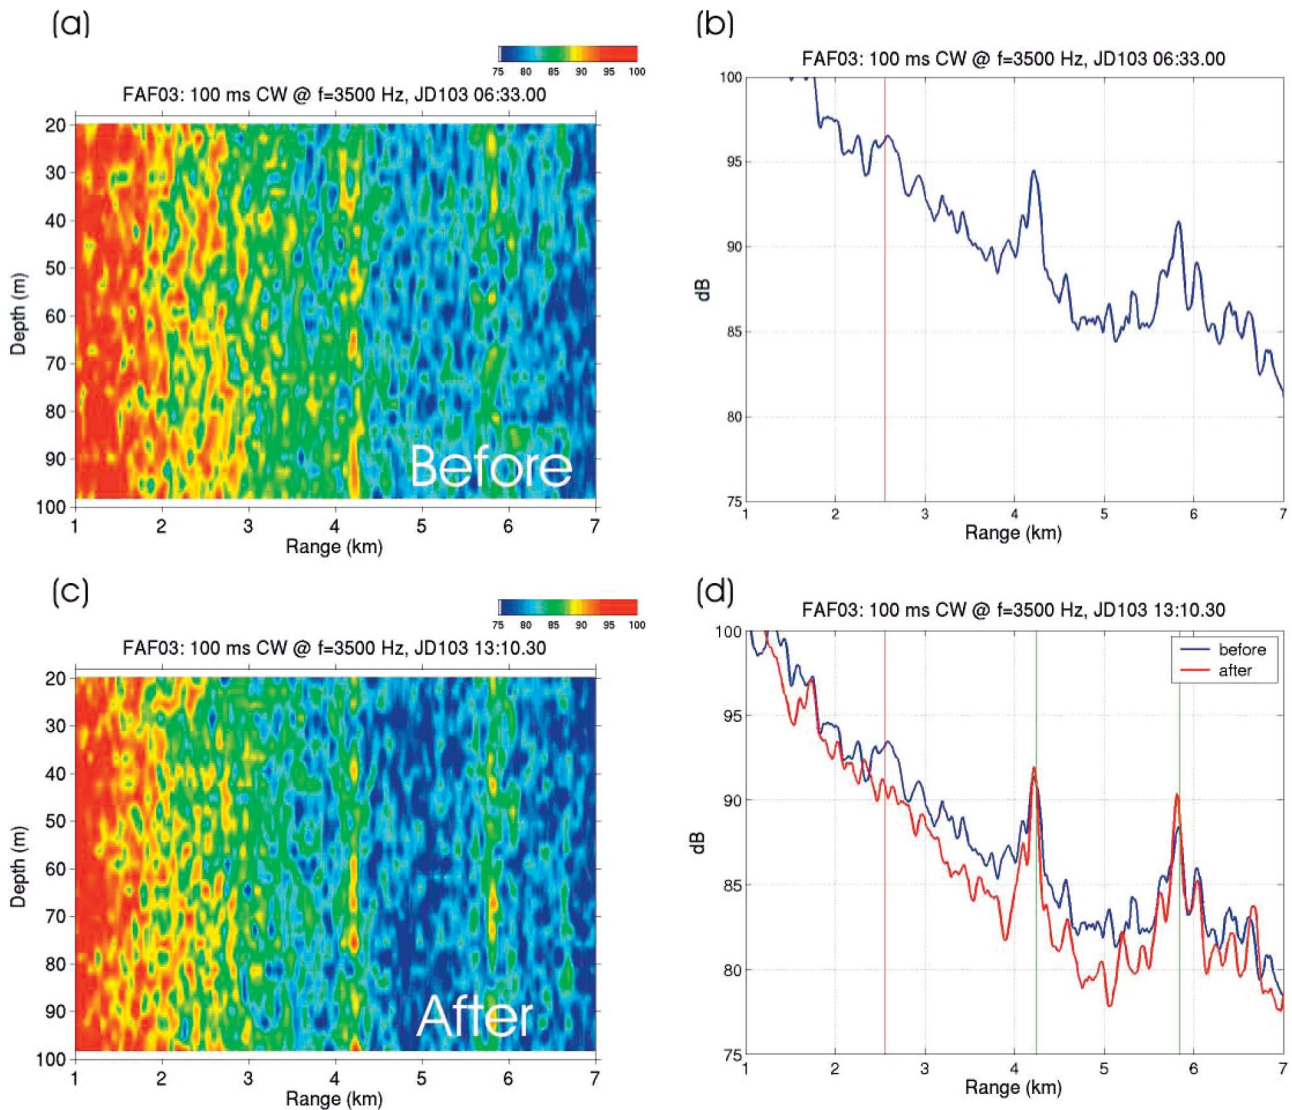 (a)
75 80 85 90 95 100
FAF03: 100 ms CW @ f=3500 Hz, JD103 06:33.00
20
30
40
50
60
70
80
90
100
Depth (m)
Before
1 2 3 4 5 6 7
Range (km)
(b)
FAF03: 100 ms CW @ f=3500 Hz, JD103 06:33.00
100
95
90
85
80
75
dB
1 2 3 4 5 6 7
Range (km)
(c)
75 80 85 90 95 100
FAF03: 100 ms CW @ f=3500 Hz, JD103 13:10.30
20
30
40
50
60
70
80
90
100
Depth (m)
After
1 2 3 4 5 6 7
Range (km)
(d)
FAF03: 100 ms CW @ f=3500 Hz, JD103 13:10.30
before
after
100
95
90
85
80
75
dB
1 2 3 4 5 6 7
Range (km)